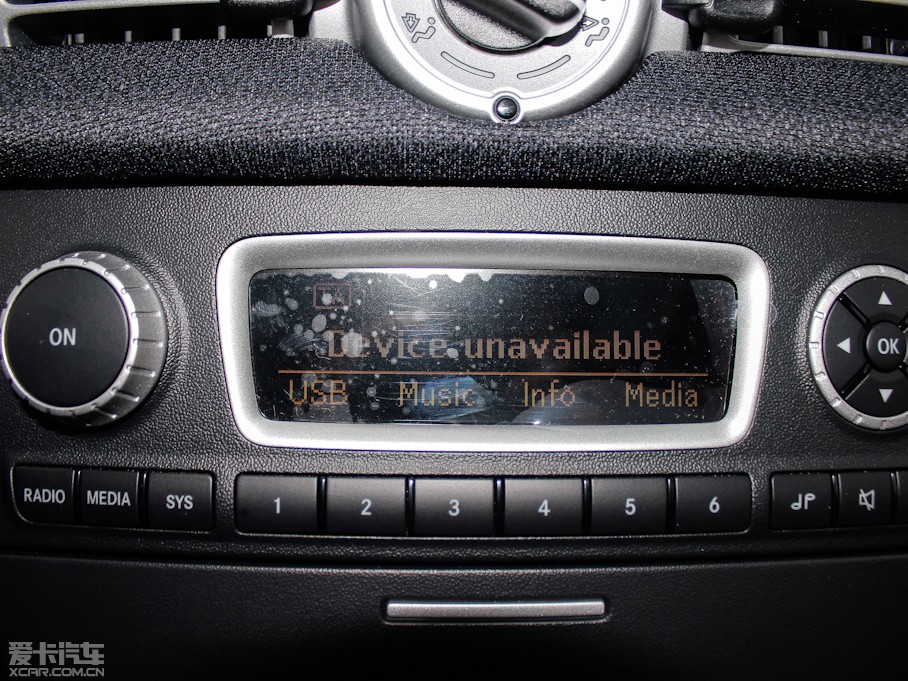 Device unavailable
USB Music Info Media
ON
OK
RADIO MEDIA SYS
1 2 3 4 5 6
爱卡汽车
XCAR.COM.CN